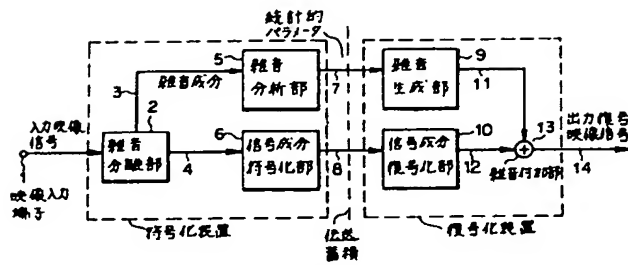 統計的
パラメータ
5
9
雑音
分析部
雑音
生成部
3
雑音成分
7
11
入力映像
信号
2
雑音
分離部
6
信号成分
符号化部
10
信号成分
復号化部
13
出力復号
映像信号
4
8
12
雑音付加部
14
映像入力
端子
符号化装置
伝送
蓄積
復号化装置